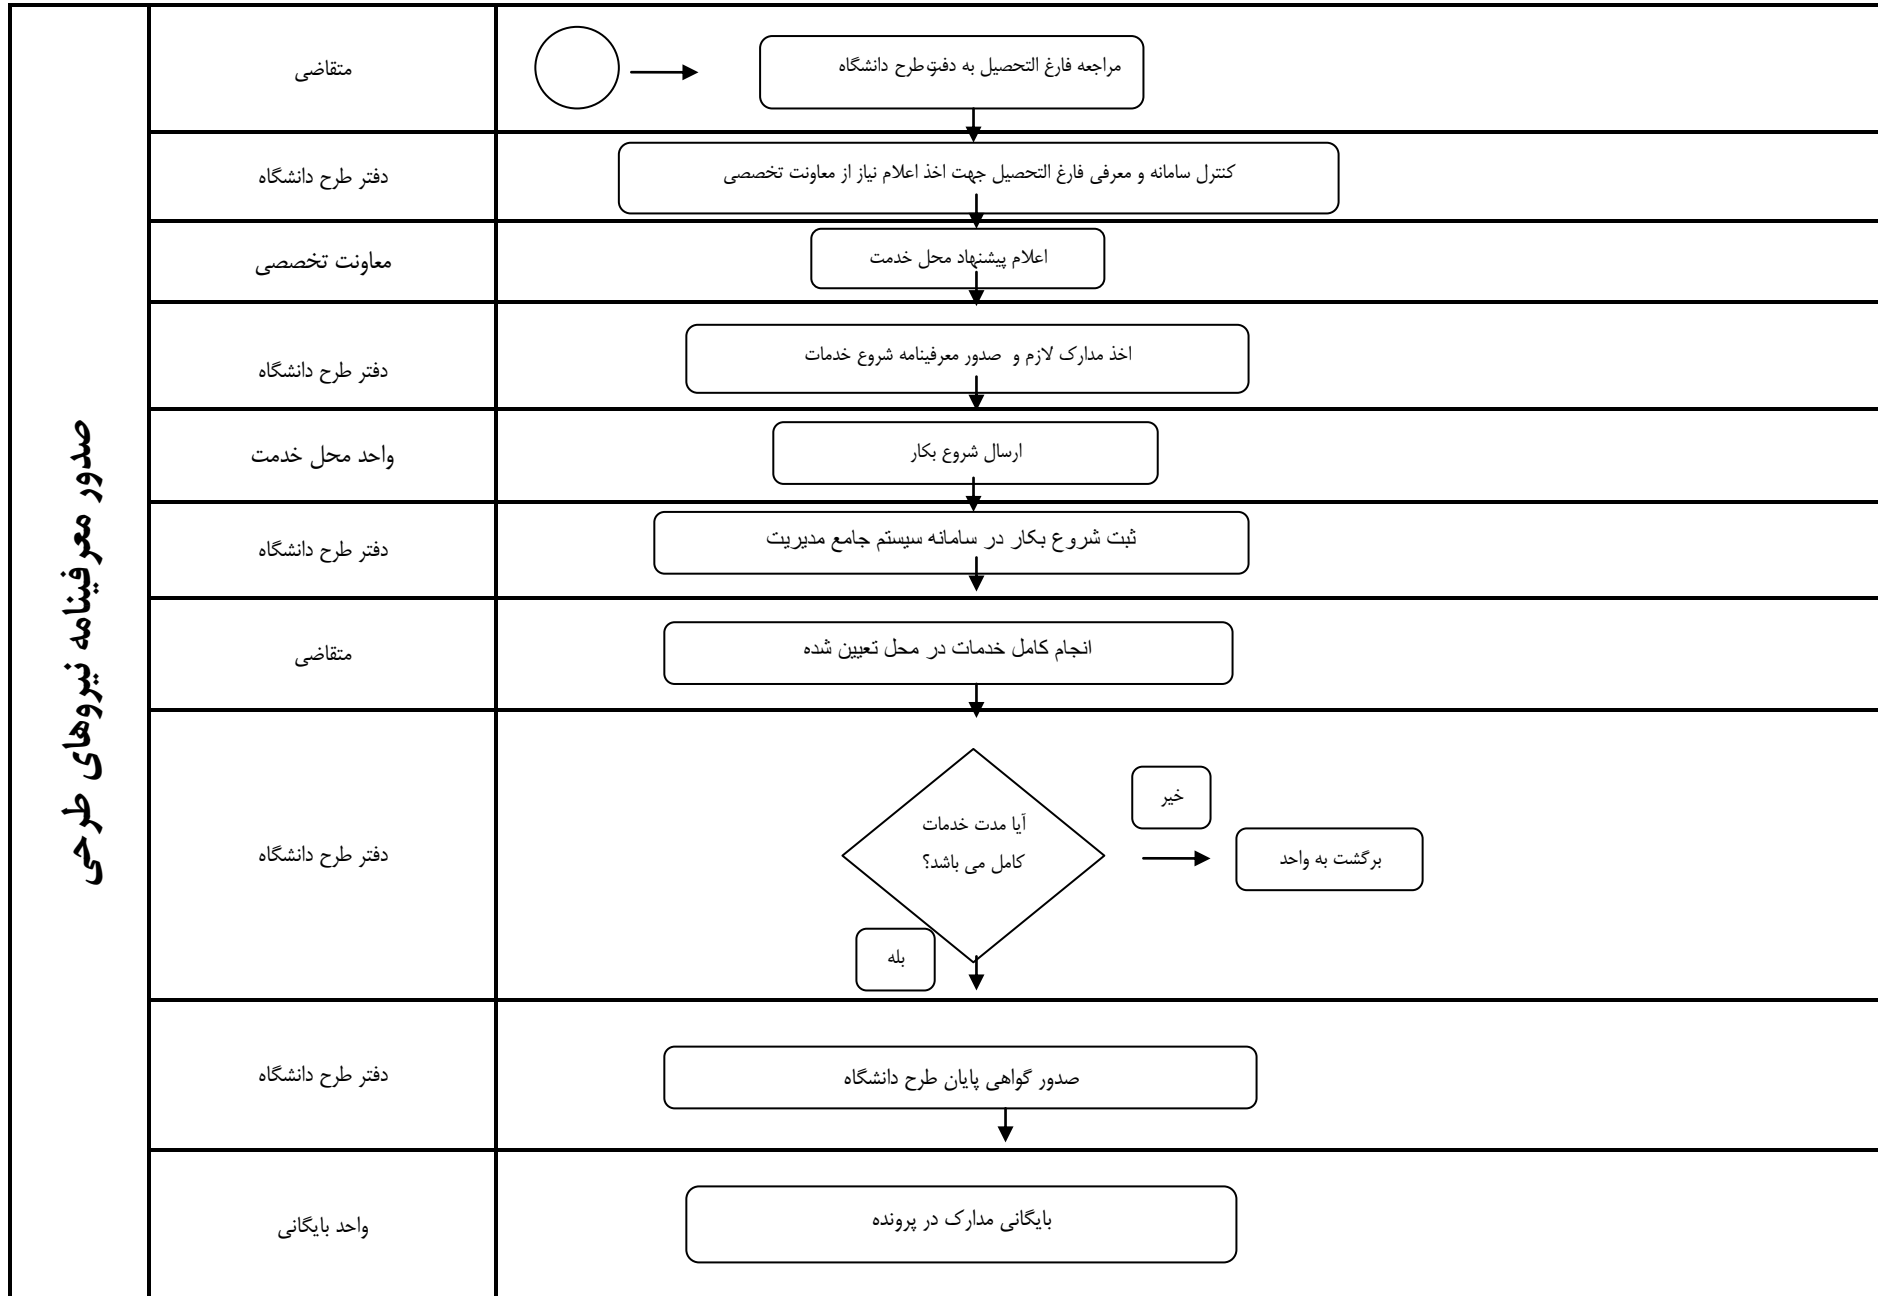 صدور معرفینامه نیروهای طرحی
متقاضی
مراجعه فارغ التحصیل به دفتر طرح دانشگاه
دفتر طرح دانشگاه
کنترل سامانه و معرفی فارغ التحصیل جهت اخذ اعلام نیاز از معاونت تخصصی
معاونت تخصصی
اعلام پیشنهاد محل خدمت
دفتر طرح دانشگاه
اخذ مدارک لازم و صدور معرفینامه شروع خدمات
واحد محل خدمت
ارسال شروع بکار
دفتر طرح دانشگاه
ثبت شروع بکار در سامانه سیستم جامع مدیریت
متقاضی
انجام کامل خدمات در محل تعیین شده
دفتر طرح دانشگاه
آیا مدت خدمات
کامل می باشد؟
خیر
برگشت به واحد
بله
دفتر طرح دانشگاه
صدور گواهی پایان طرح دانشگاه
واحد بایگانی
بایگانی مدارک در پرونده